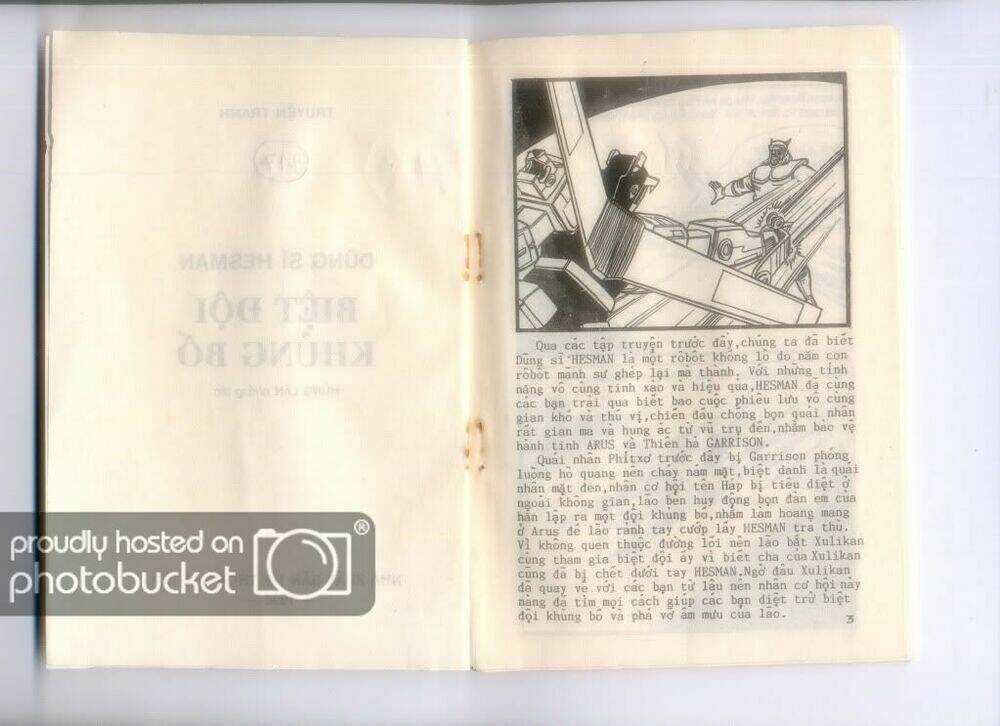 TRUYỆN TRANH
DŨNG SĨ HESMAN
BIỆT ĐỘI
KHỦNG BỐ
HÙNG LÂN phóng tác
Qua các tập truyện trước đây,chúng ta đã biết
Dũng sĩ HESMAN là một rôbôt khổng lồ do năm con
rôbôt mãnh sư ghép lại mà thành. Với những tính
năng vô cùng tinh xảo và hiệu quả,HESMAN đã cùng
các bạn trải qua biết bao cuộc phiêu lưu vô cùng
gian khổ và thú vị,chiến đấu chống bọn quái nhân
rất gian ma và hung ác từ vũ trụ đến,nhằm bảo vệ
hành tinh ARUS và Thiên hà GARRISON.
Quái nhân Phítxơ trước đây bị Garrison phóng
luồng hồ quang nên cháy nám mặt,biệt danh là quái
nhân mặt đen,nhân cơ hội tên Háp bị tiêu diệt ở
ngoài không gian,lão bèn huy động bọn đàn em của
hắn lập ra một đội khủng bố,nhằm làm hoang mang
ở Arus để lão rảnh tay cướp lấy HESMAN trả thù.
Vì không quen thuộc đường lối nên lão bắt Xulikan
cùng tham gia biệt đội ấy vì biết cha của Xulikan
cũng đã bị chết dưới tay HESMAN.Ngờ đâu Xulikan
đã quay về với các bạn từ lâu nên nhân cơ hội này
nàng đã tìm mọi cách giúp các bạn diệt trừ biệt
đội khủng bố và phá vỡ âm mưu của lão.
3
proudly hosted on
photobucket®